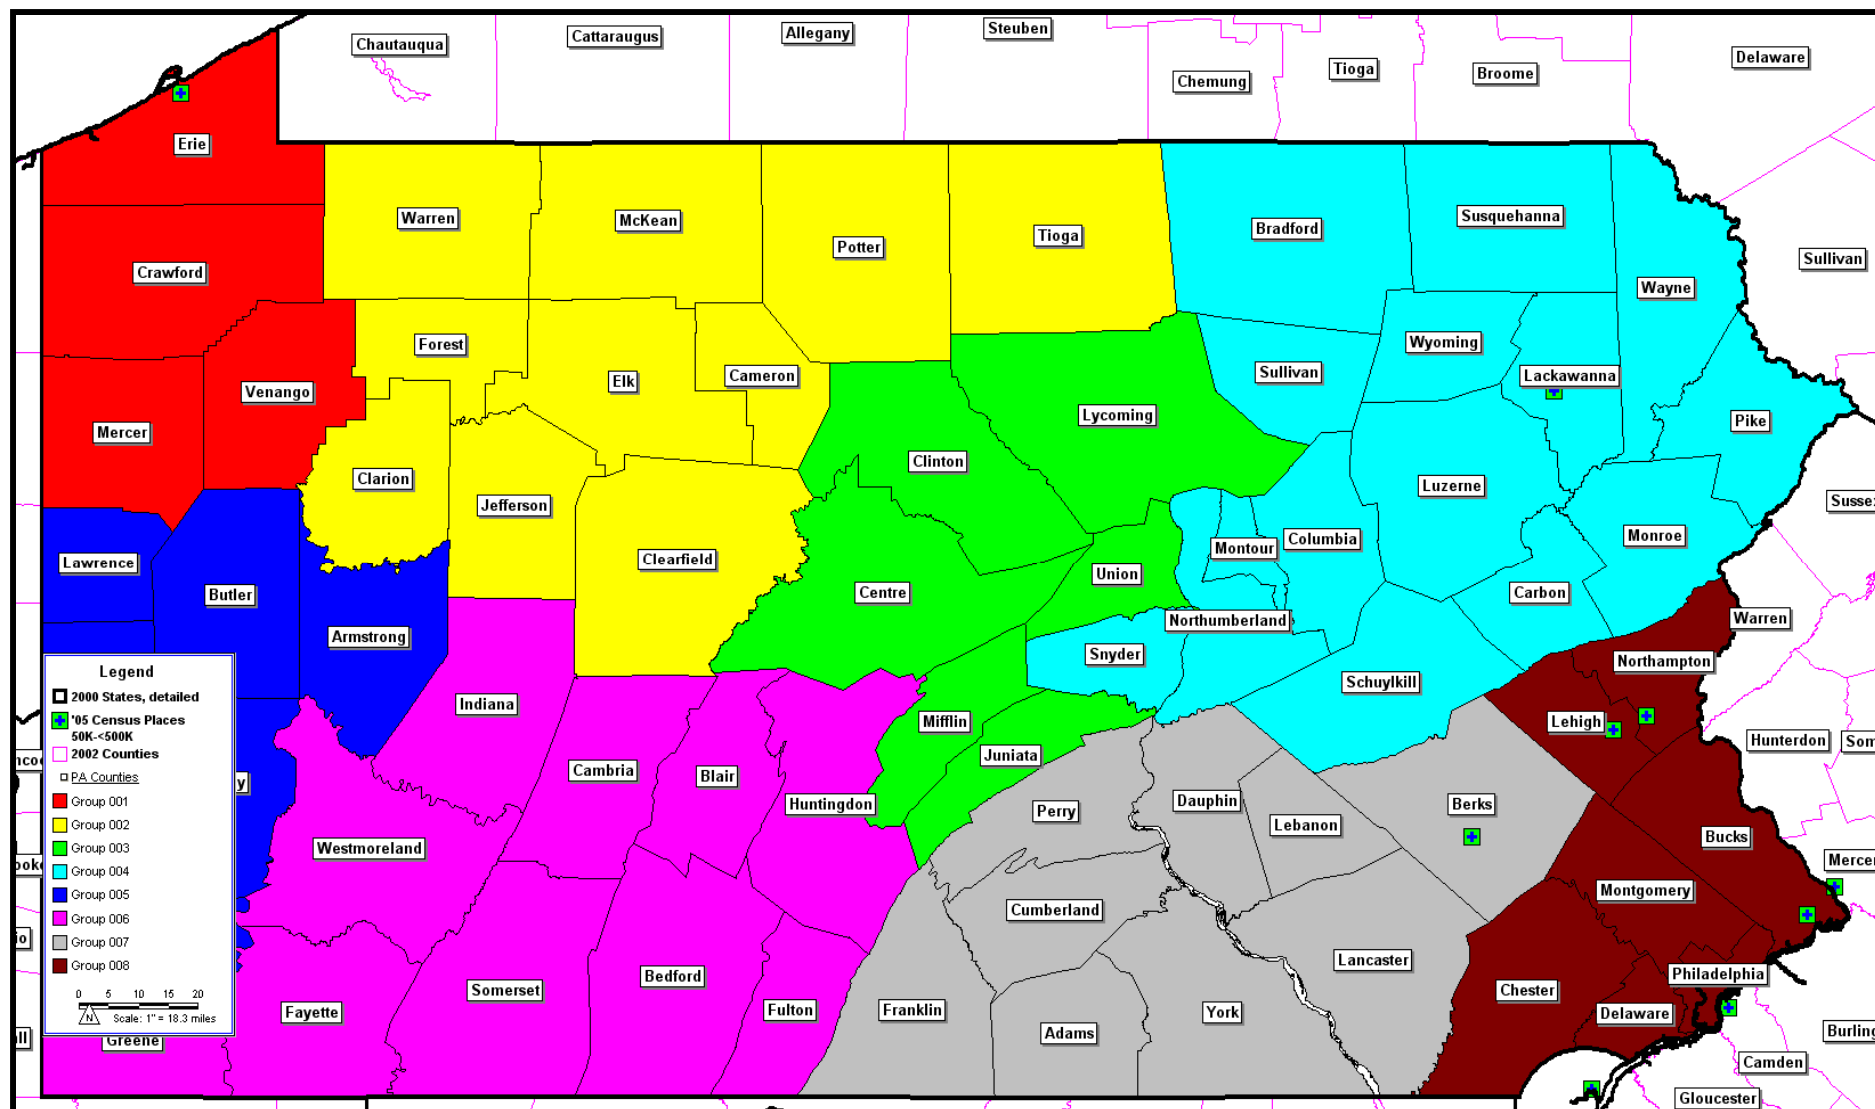 Chautauqua
Cattaraugus
Allegany
Steuben
Chemung
Tioga
Broome
Delaware
Erie
Warren
McKean
Potter
Tioga
Bradford
Susquehanna
Wayne
Sullivan
Crawford
Forest
Elk
Cameron
Wyoming
Sullivan
Lackawanna
Venango
Mercer
Lycoming
Pike
Clarion
Jefferson
Clinton
Luzerne
Lawrence
Butler
Clearfield
Centre
Union
Montour
Columbia
Monroe
Carbon
Armstrong
Northumberland
Snyder
Warren
Northampton
Schuylkill
Indiana
Mifflin
Lehigh
Juniata
Hunterdon
Som
Susse
Cambria
Blair
Huntingdon
Perry
Dauphin
Lebanon
Berks
Bucks
Mercer
Westmoreland
Montgomery
Cumberland
Lancaster
Philadelphia
Bedford
Somerset
Fulton
Franklin
Adams
York
Chester
Delaware
Burling
Fayette
Greene
Camden
Gloucester
y
Legend
2000 States, detailed
'05 Census Places
50K-<500K
2002 Counties
PA Counties
Group 001
Group 002
Group 003
Group 004
Group 005
Group 006
Group 007
Group 008
0 5 10 15 20
N
Scale: 1" = 18.3 miles